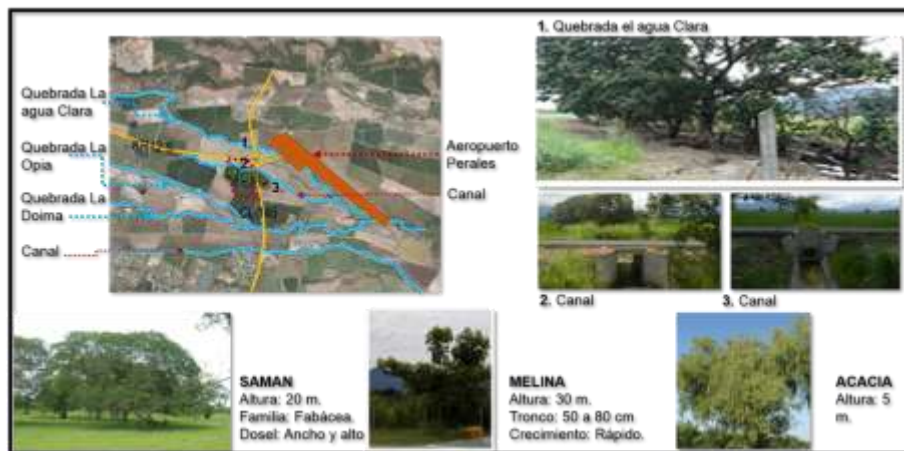 1. Quebrada el agua Clara
Quebrada La
agua Clara
Quebrada La
Opia
Quebrada La
Doima
Canal
1
2
3
Aeropuerto
Perales
Canal
2. Canal
3. Canal
SAMAN
Altura: 20 m.
Familia: Fabácea.
Dosel: Ancho y alto
MELINA
Altura: 30 m.
Tronco: 50 a 80 cm
Crecimiento: Rápido.
ACACIA
Altura: 5
m.